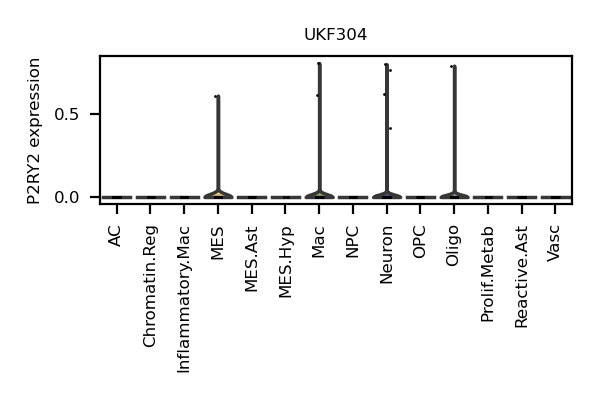 UKF304
P2RY2 expression
0.5
0.0
AC
Chromatin.Reg
Inflammatory.Mac
MES
MES.Ast
MES.Hyp
Mac
NPC
Neuron
OPC
Oligo
Prolif.Metab
Reactive.Ast
Vasc